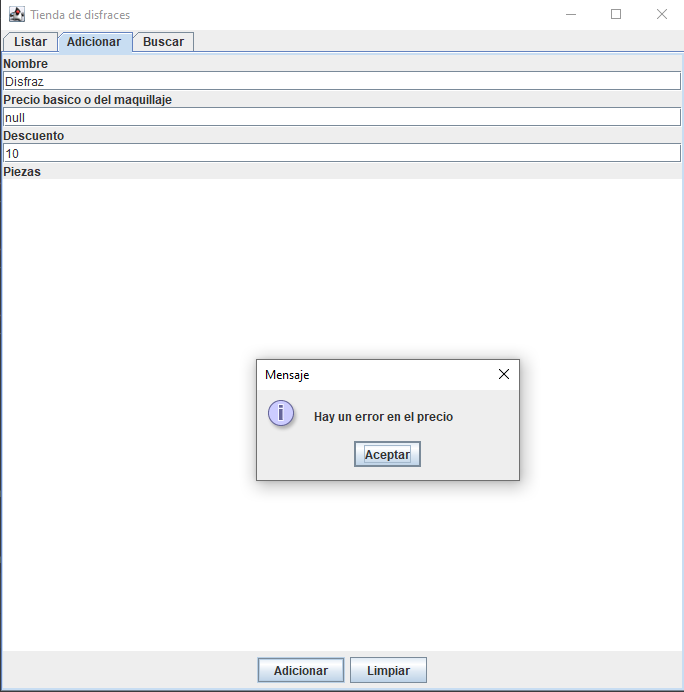 Tienda de disfraces
Listar Adicionar Buscar
Nombre
Disfraz
Precio basico o del maquillaje
null
Descuento
10
Piezas
Mensaje
i
Hay un error en el precio
Aceptar
Adicionar Limpiar